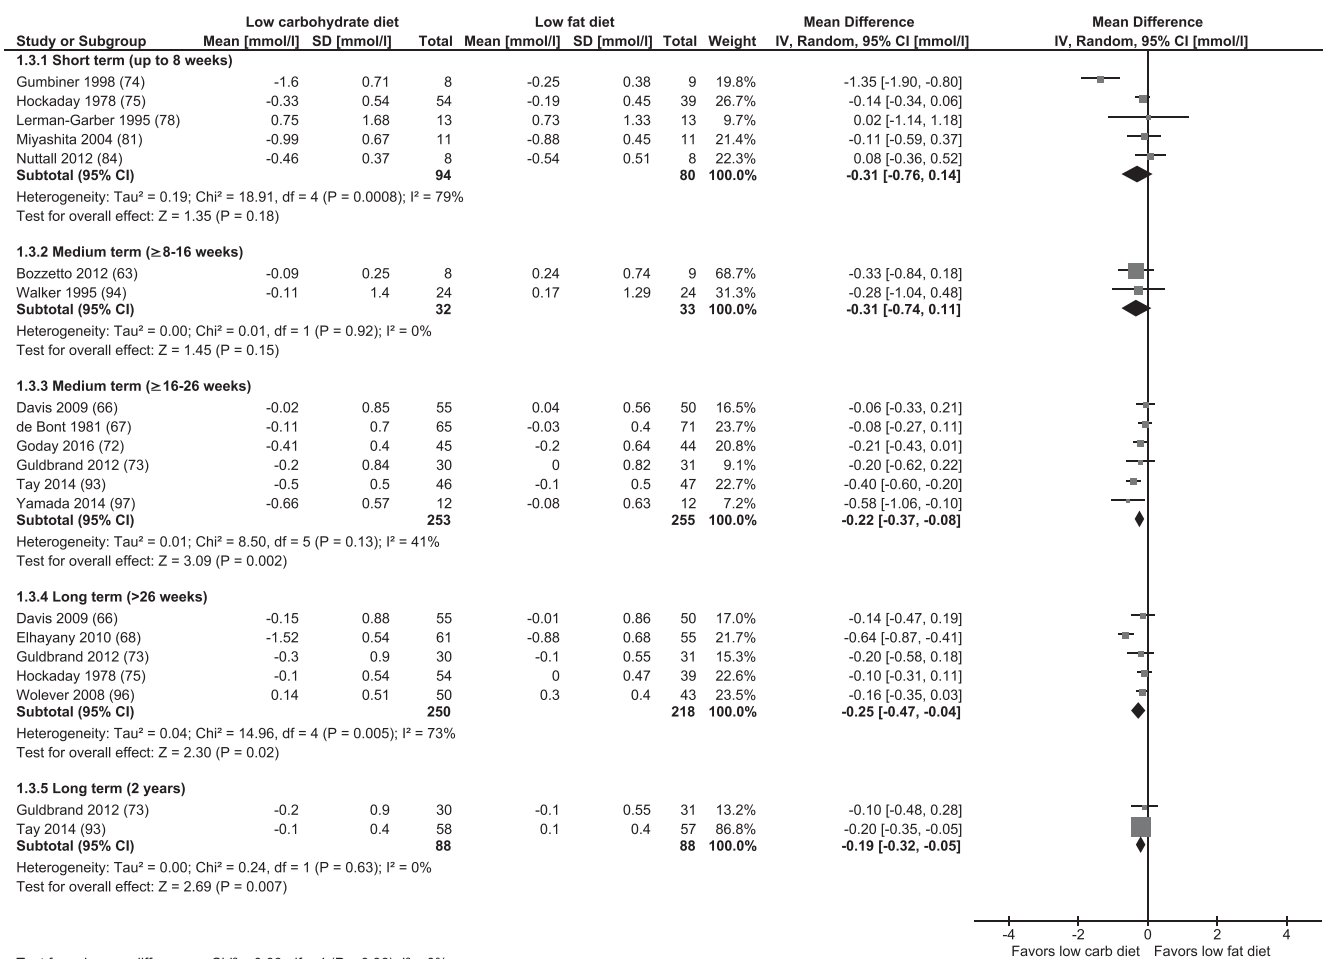 Low carbohydrate diet Low fat diet Mean Difference Mean Difference
Study or Subgroup Mean [mmol/l] SD [mmol/l] Total Mean [mmol/l] SD [mmol/l] Total Weight IV, Random, 95% CI [mmol/l] IV, Random, 95% CI [mmol/l]
1.3.1 Short term (up to 8 weeks)
Gumbiner 1998 (74) -1.6 0.71 8 -0.25 0.38 9 19.8% -1.35 [-1.90, -0.80]
Hockaday 1978 (75) -0.33 0.54 54 -0.19 0.45 39 26.7% -0.14 [-0.34, 0.06]
Lerman-Garber 1995 (78) 0.75 1.68 13 0.73 1.33 13 9.7% 0.02 [-1.14, 1.18]
Miyashita 2004 (81) -0.99 0.67 11 -0.88 0.45 11 21.4% -0.11 [-0.59, 0.37]
Nuttall 2012 (84) -0.46 0.37 8 -0.54 0.51 8 22.3% 0.08 [-0.36, 0.52]
Subtotal (95% CI) 94 80 100.0% -0.31 [-0.76, 0.14]
Heterogeneity: Tau² = 0.19; Chi² = 18.91, df = 4 (P = 0.0008); I² = 79%
Test for overall effect: Z = 1.35 (P = 0.18)
1.3.2 Medium term (≥8-16 weeks)
Bozzetto 2012 (63) -0.09 0.25 8 0.24 0.74 9 68.7% -0.33 [-0.84, 0.18]
Walker 1995 (94) -0.11 1.4 24 0.17 1.29 24 31.3% -0.28 [-1.04, 0.48]
Subtotal (95% CI) 32 33 100.0% -0.31 [-0.74, 0.11]
Heterogeneity: Tau² = 0.00; Chi² = 0.01, df = 1 (P = 0.92); I² = 0%
Test for overall effect: Z = 1.45 (P = 0.15)
1.3.3 Medium term (≥16-26 weeks)
Davis 2009 (66) -0.02 0.85 55 0.04 0.56 50 16.5% -0.06 [-0.33, 0.21]
de Bont 1981 (67) -0.11 0.7 65 -0.03 0.4 71 23.7% -0.08 [-0.27, 0.11]
Goday 2016 (72) -0.41 0.4 45 -0.2 0.64 44 20.8% -0.21 [-0.43, 0.01]
Guldbrand 2012 (73) -0.2 0.84 30 0 0.82 31 9.1% -0.20 [-0.62, 0.22]
Tay 2014 (93) -0.5 0.5 46 -0.1 0.5 47 22.7% -0.40 [-0.60, -0.20]
Yamada 2014 (97) -0.66 0.57 12 -0.08 0.63 12 7.2% -0.58 [-1.06, -0.10]
Subtotal (95% CI) 253 255 100.0% -0.22 [-0.37, -0.08]
Heterogeneity: Tau² = 0.01; Chi² = 8.50, df = 5 (P = 0.13); I² = 41%
Test for overall effect: Z = 3.09 (P = 0.002)
1.3.4 Long term (>26 weeks)
Davis 2009 (66) -0.15 0.88 55 -0.01 0.86 50 17.0% -0.14 [-0.47, 0.19]
Elhayany 2010 (68) -1.52 0.54 61 -0.88 0.68 55 21.7% -0.64 [-0.87, -0.41]
Guldbrand 2012 (73) -0.3 0.9 30 -0.1 0.55 31 15.3% -0.20 [-0.58, 0.18]
Hockaday 1978 (75) -0.1 0.54 54 0 0.47 39 22.6% -0.10 [-0.31, 0.11]
Wolever 2008 (96) 0.14 0.51 50 0.3 0.4 43 23.5% -0.16 [-0.35, 0.03]
Subtotal (95% CI) 250 218 100.0% -0.25 [-0.47, -0.04]
Heterogeneity: Tau² = 0.04; Chi² = 14.96, df = 4 (P = 0.005); I² = 73%
Test for overall effect: Z = 2.30 (P = 0.02)
1.3.5 Long term (2 years)
Guldbrand 2012 (73) -0.2 0.9 30 -0.1 0.55 31 13.2% -0.10 [-0.48, 0.28]
Tay 2014 (93) -0.1 0.4 58 0.1 0.4 57 86.8% -0.20 [-0.35, -0.05]
Subtotal (95% CI) 88 88 100.0% -0.19 [-0.32, -0.05]
Heterogeneity: Tau² = 0.00; Chi² = 0.24, df = 1 (P = 0.63); I² = 0%
Test for overall effect: Z = 2.69 (P = 0.007)
-4 -2 0 2 4
Favors low carb diet Favors low fat diet